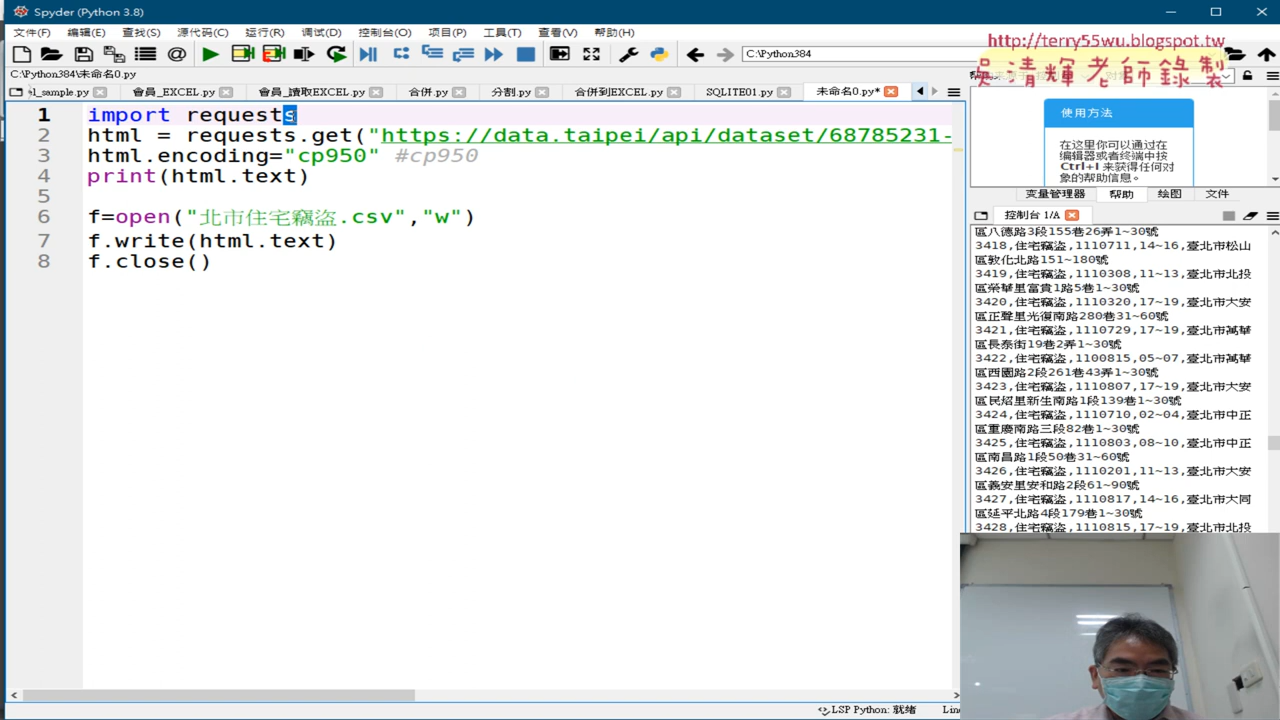 Spyder (Python 3.8)
文件(F) 编辑(E) 查找(S) 源代码(C) 运行(R) 调试(D) 控制台(O) 项目(P) 工具(T) 查看(V) 帮助(H)
http://terry55wu.blogspot.tw
C:\Python384
吳清輝老師錄製
C:\Python384\未命名0.py
el_sample.py 會員_EXCEL.py 會員_讀取EXCEL.py 合併.py 分割.py 合併到EXCEL.py SQLITE01.py 未命名0.py*
1 import requests
2 html = requests.get("https://data.taipei/api/dataset/68785231-
3 html.encoding="cp950" #cp950
4 print(html.text)
5
6 f=open("北市住宅竊盜.csv","w")
7 f.write(html.text)
8 f.close()
使用方法
在这里你可以通过在
编辑器或者终端中按
Ctrl+I 来获得任何对
象的帮助信息。
变量管理器 帮助 绘图 文件
控制台 1/A
區八德路3段155巷26弄1~30號
3418,住宅竊盜,1110711,14~16,臺北市松山
區敦化北路151~180號
3419,住宅竊盜,1110308,11~13,臺北市北投
區榮華里富貴1路5巷1~30號
3420,住宅竊盜,1110320,17~19,臺北市大安
區正聲里光復南路280巷31~60號
3421,住宅竊盜,1110729,17~19,臺北市萬華
區長泰街19巷2弄1~30號
3422,住宅竊盜,1100815,05~07,臺北市萬華
區西園路2段261巷43弄1~30號
3423,住宅竊盜,1110807,17~19,臺北市大安
區民炤里新生南路1段139巷1~30號
3424,住宅竊盜,1110710,02~04,臺北市中正
區重慶南路三段82巷1~30號
3425,住宅竊盜,1110803,08~10,臺北市中正
區南昌路1段50巷31~60號
3426,住宅竊盜,1110201,11~13,臺北市大安
區義安里安和路2段61~90號
3427,住宅竊盜,1110817,14~16,臺北市大同
區延平北路4段179巷1~30號
3428,住宅竊盜,1110815,17~19,臺北市北投
LSP Python: 就绪 Line